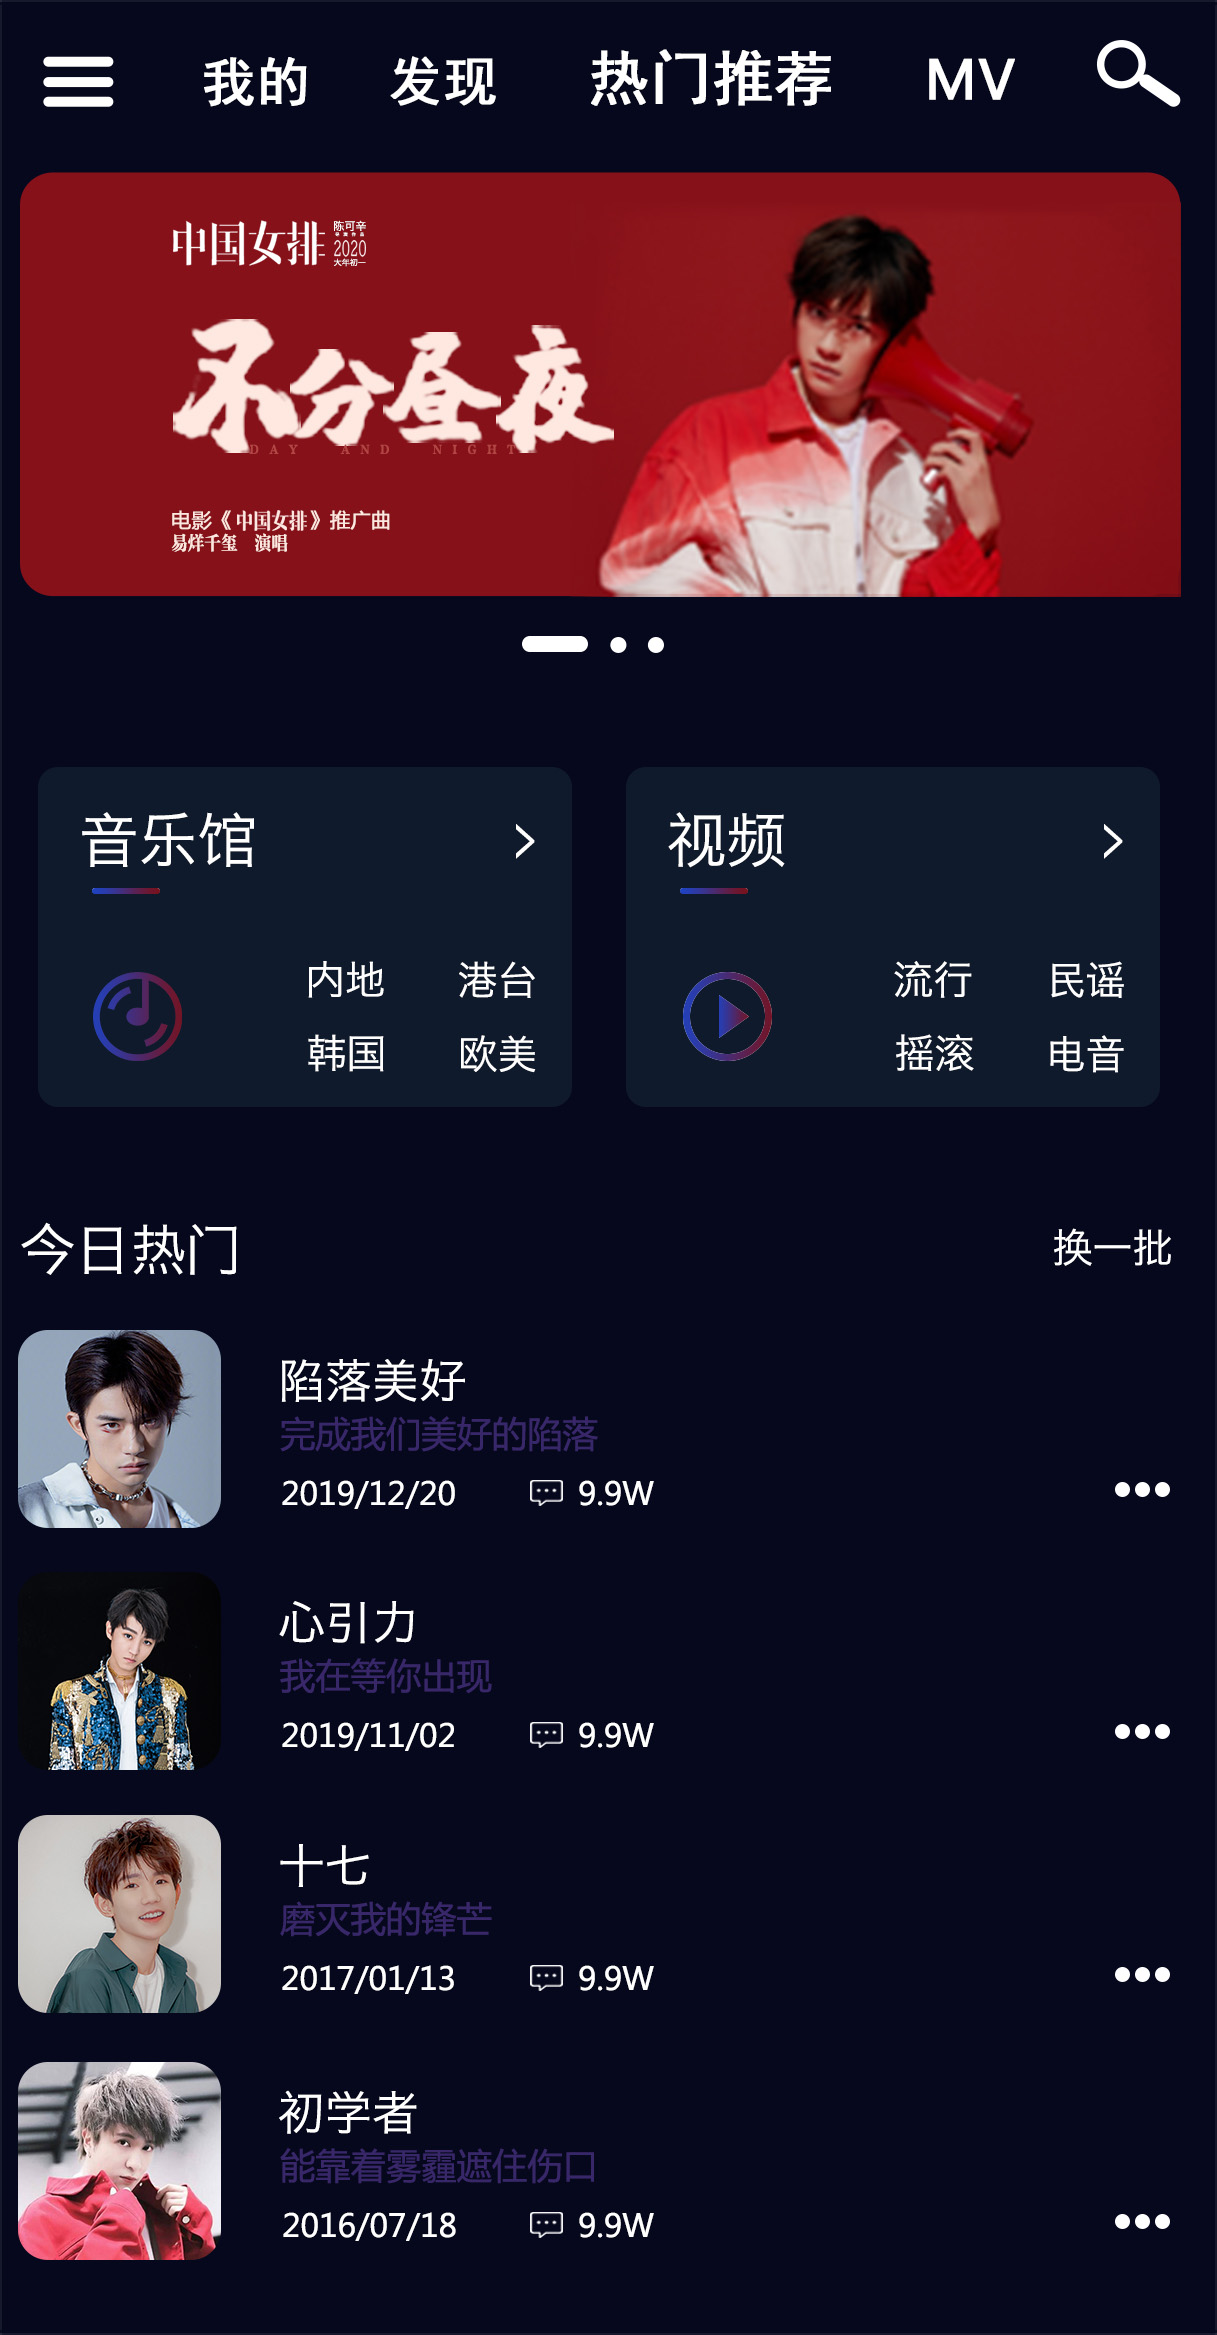 我的 发现 热门推荐 MV
中国女排 陈可辛
导演作品
2020
大年初一
不分昼夜
DAY AND NIGHT
电影《中国女排》推广曲
易烊千玺 演唱
音乐馆
内地 港台
韩国 欧美
视频
流行 民谣
摇滚 电音
今日热门 换一批
陷落美好
完成我们美好的陷落
2019/12/20 9.9W
心引力
我在等你出现
2019/11/02 9.9W
十七
磨灭我的锋芒
2017/01/13 9.9W
初学者
能靠着雾霾遮住伤口
2016/07/18 9.9W